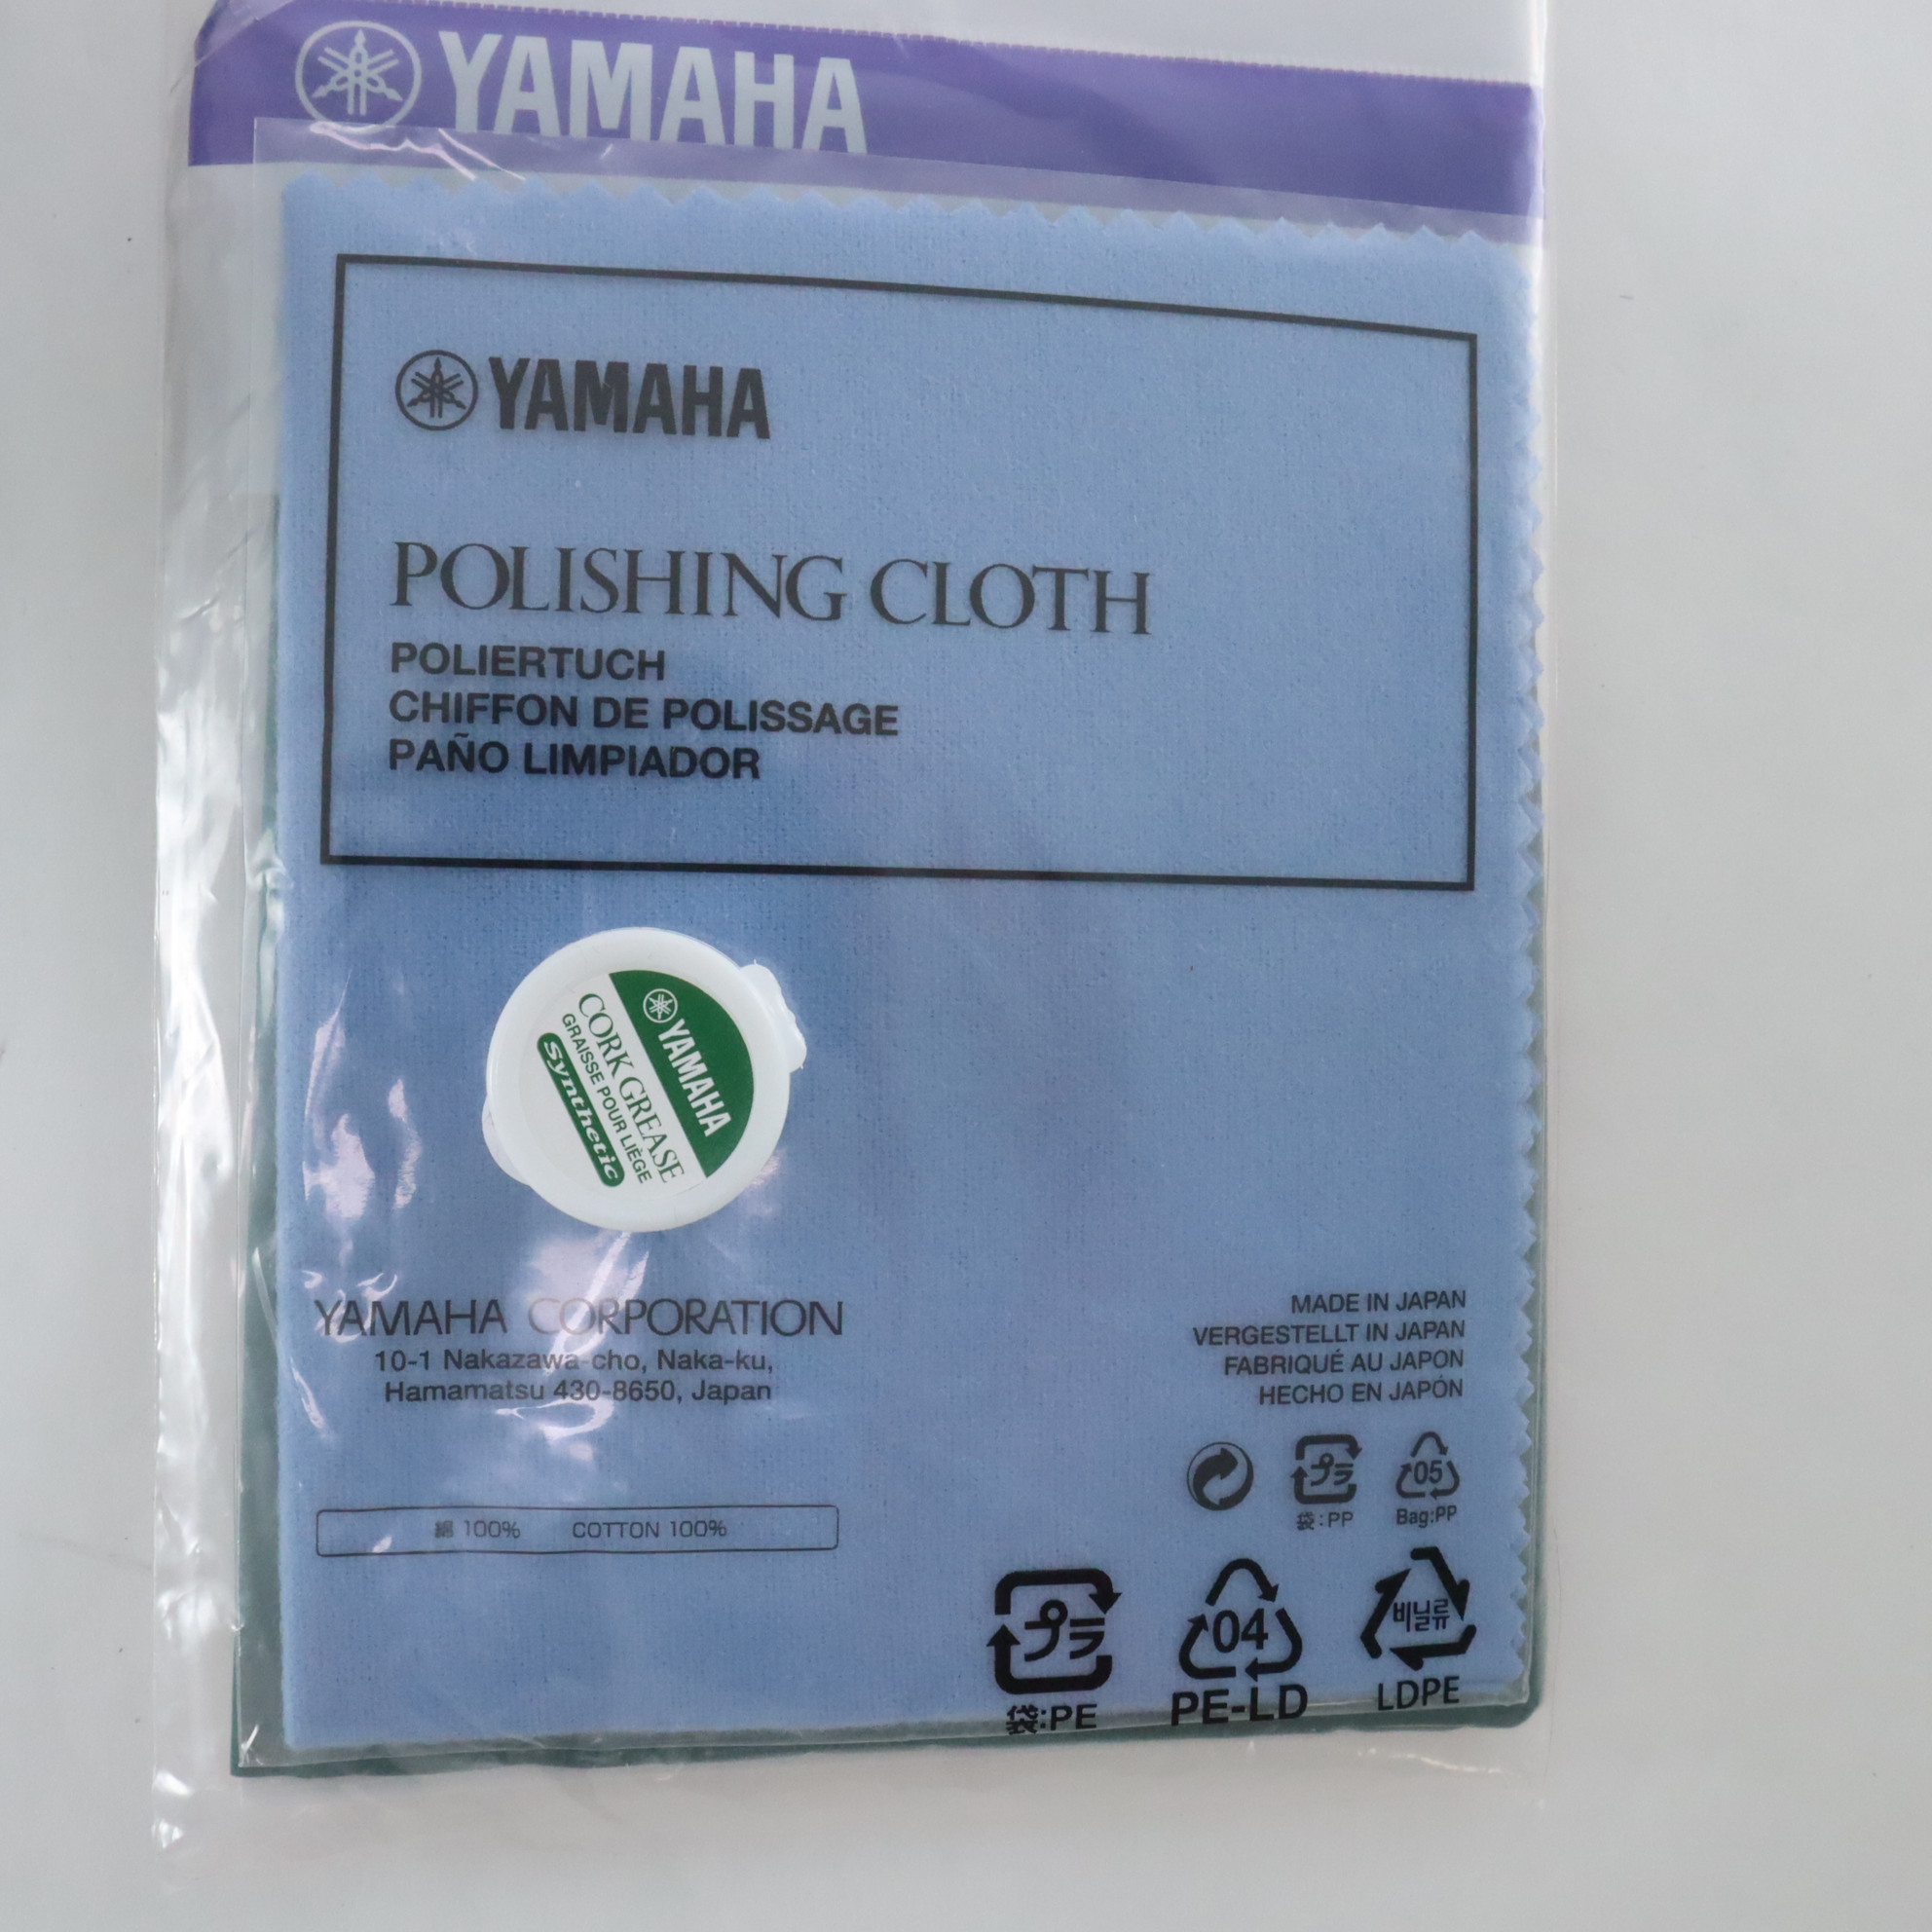 YAMAHA
YAMAHA
POLISHING CLOTH
POLIERTUCH
CHIFFON DE POLISSAGE
PAÑO LIMPIADOR
YAMAHA
CORK GREASE
GRAISSE POUR LIÈGE
Synthetic
YAMAHA CORPORATION
10-1 Nakazawa-cho, Naka-ku,
Hamamatsu 430-8650, Japan
MADE IN JAPAN
VERGESTELLT IN JAPAN
FABRIQUÉ AU JAPON
HECHO EN JAPÓN
プラ
05
袋:PP
Bag:PP
綿 100% COTTON 100%
プラ
04
비닐류
袋:PE
PE-LD
LDPE